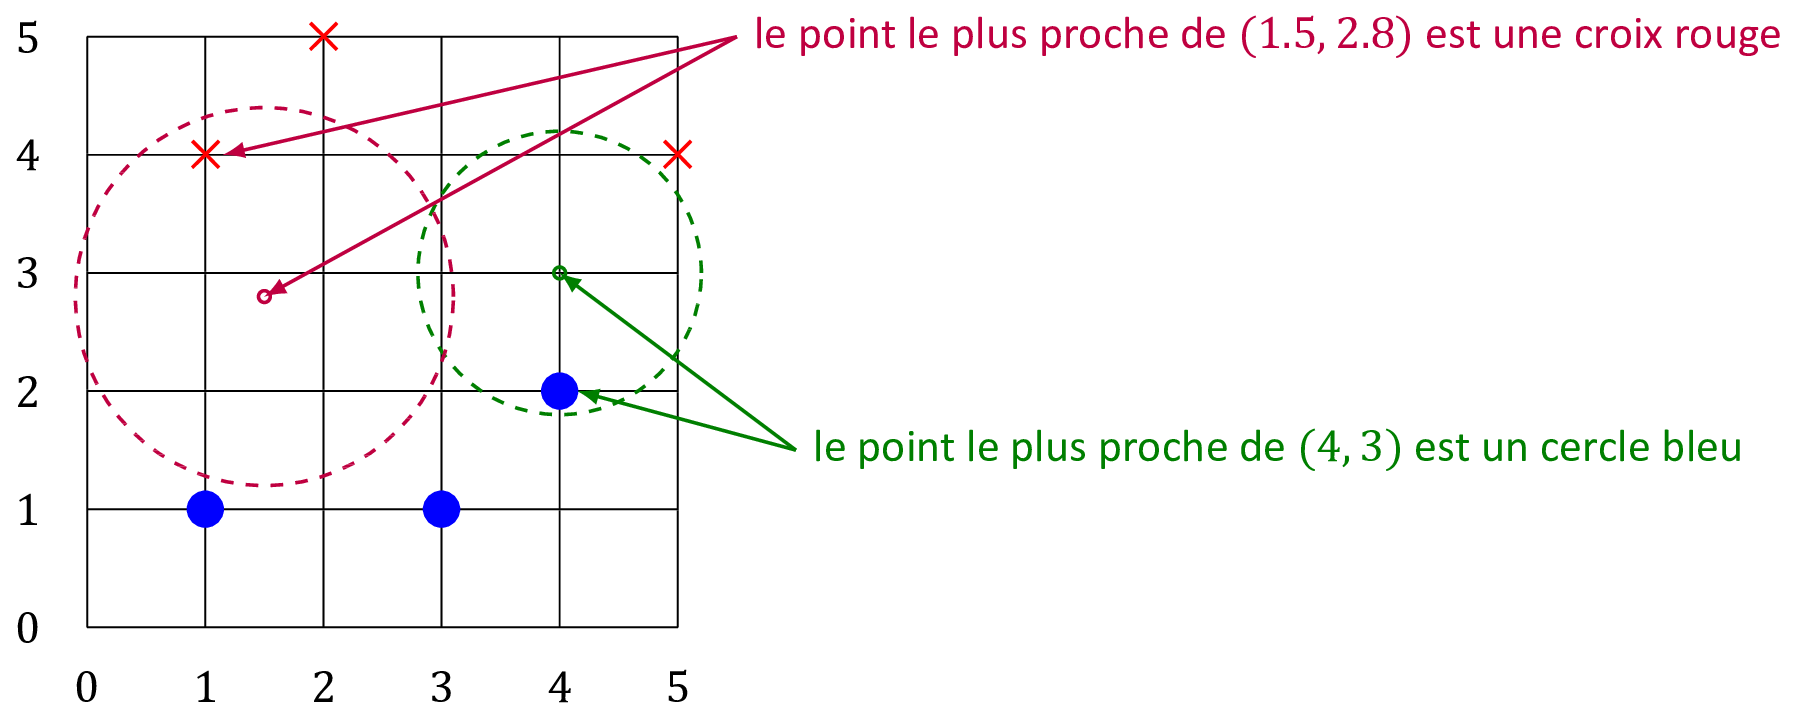 5
le point le plus proche de (1.5, 2.8) est une croix rouge
4
3
2
le point le plus proche de (4, 3) est un cercle bleu
1
0
0 1 2 3 4 5